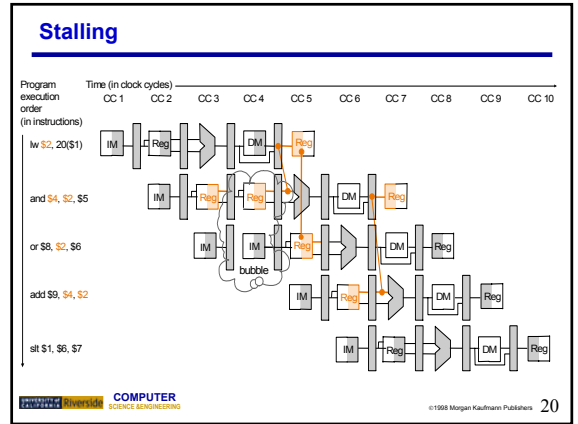 Stalling
Program
execution
order
(in instructions)
Time (in clock cycles)
CC 1 CC 2 CC 3 CC 4 CC 5 CC 6 CC 7 CC 8 CC 9 CC 10
lw $2, 20($1)
IM Reg DM Reg
and $4, $2, $5
IM Reg Reg DM Reg
or $8, $2, $6
IM IM Reg DM Reg
bubble
add $9, $4, $2
IM Reg DM Reg
slt $1, $6, $7
IM Reg DM Reg
UNIVERSITY of
CALIFORNIA Riverside
COMPUTER
SCIENCE &ENGINEERING
©1998 Morgan Kaufmann Publishers 20